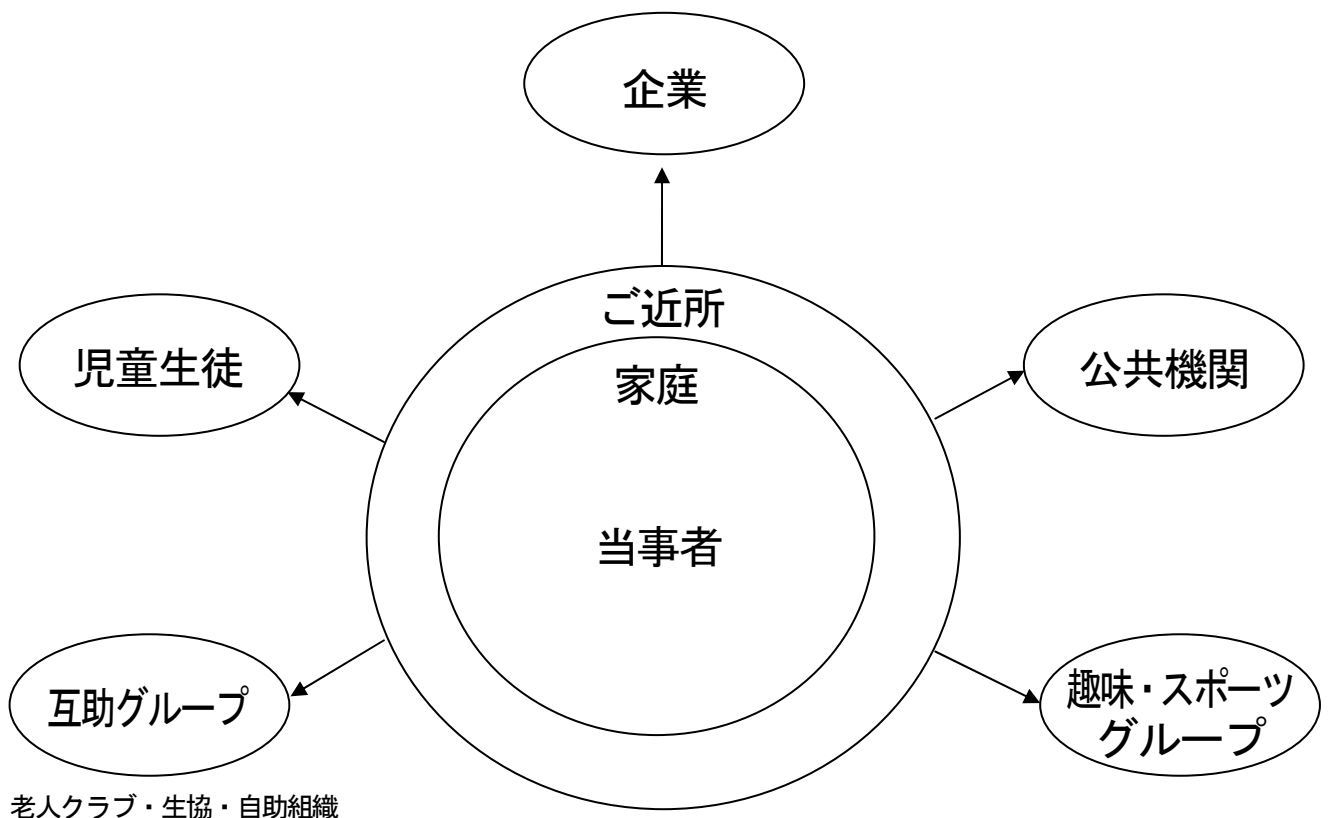 企業
ご近所
家庭
児童生徒
公共機関
当事者
互助グループ
趣味・スポーツ
グループ
老人クラブ・生協・自助組織